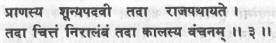 प्राणस्य शून्यपदवी तदा राजपथायते ।
तदा चित्तं निरालंबं तदा कालस्य वंचनम् ॥ ३ ॥